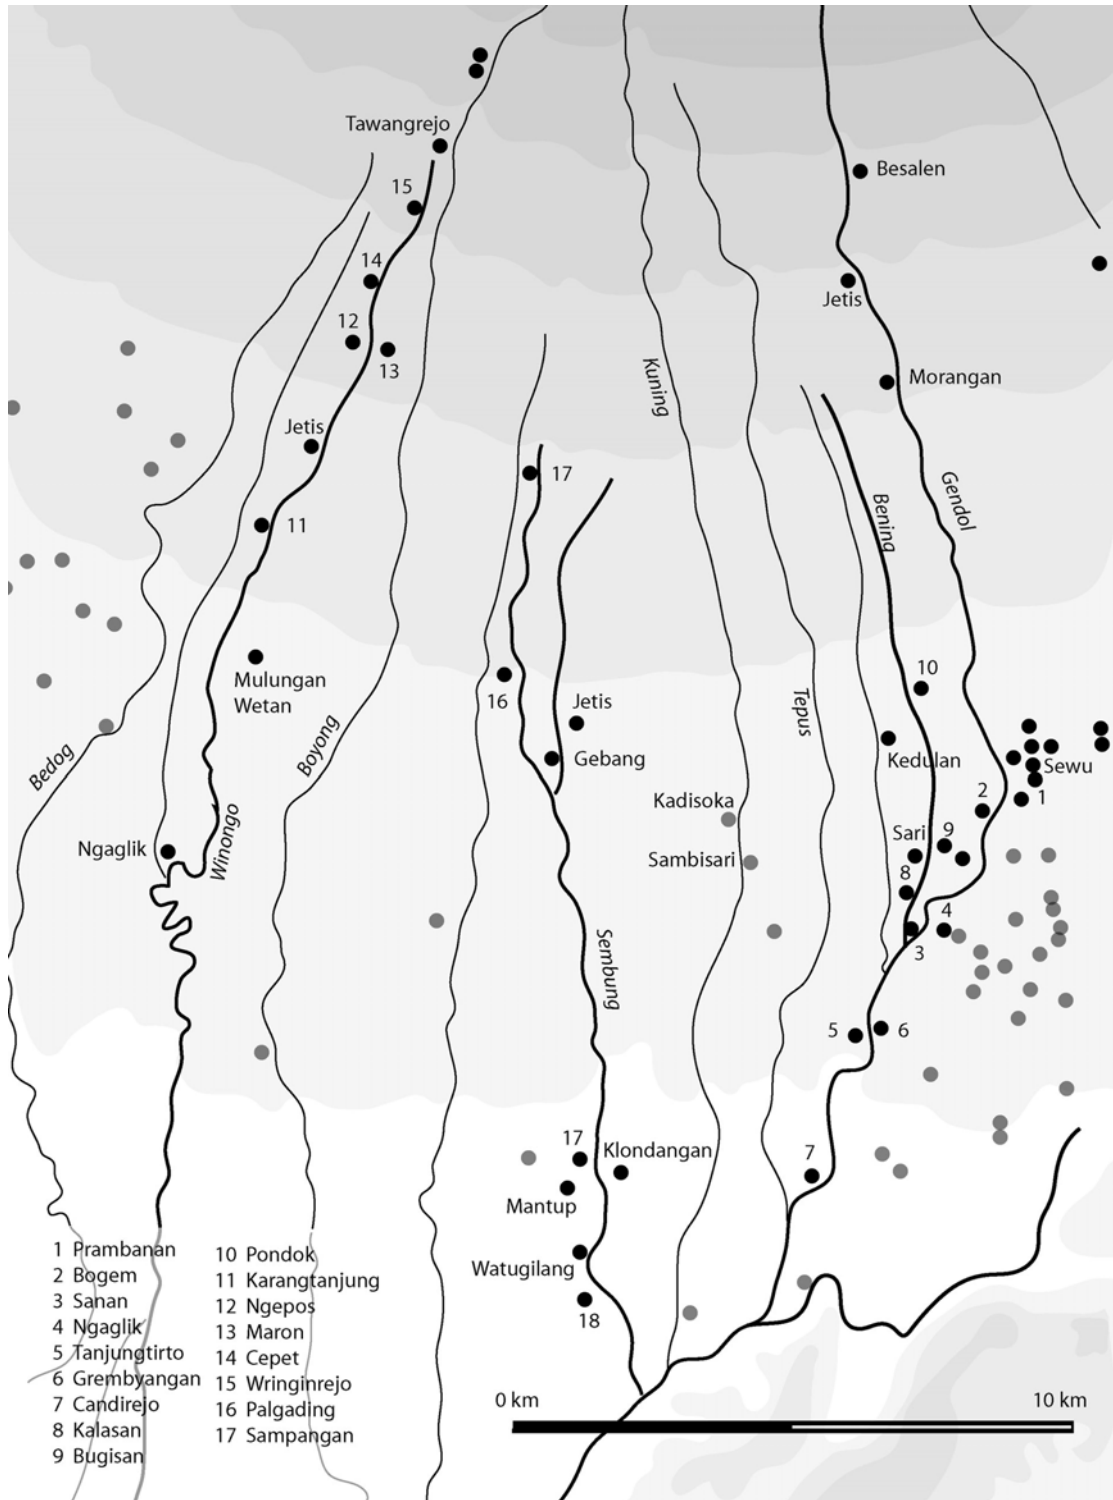 Tawangrejo
15
Besalen
14
Jetis
12
13
Kuning
Morangan
Jetis
17
Gendol
Bening
11
Mulungan
Wetan
10
16
Jetis
Tepus
Boyong
Bedog
Gebang
Kedulan
Sewu
Kadisoka
2
1
Winongo
Sari
9
Ngaglik
Sambisari
8
4
Sembung
3
5
6
17
Klondangan
7
Mantup
Watugilang
18
1 Prambanan
2 Bogem
3 Sanan
4 Ngaglik
5 Tanjungtirto
6 Grembyangan
7 Candirejo
8 Kalasan
9 Bugisan
10 Pondok
11 Karangtanjung
12 Ngepos
13 Maron
14 Cepet
15 Wringinrejo
16 Palgading
17 Sampangan
0 km
10 km